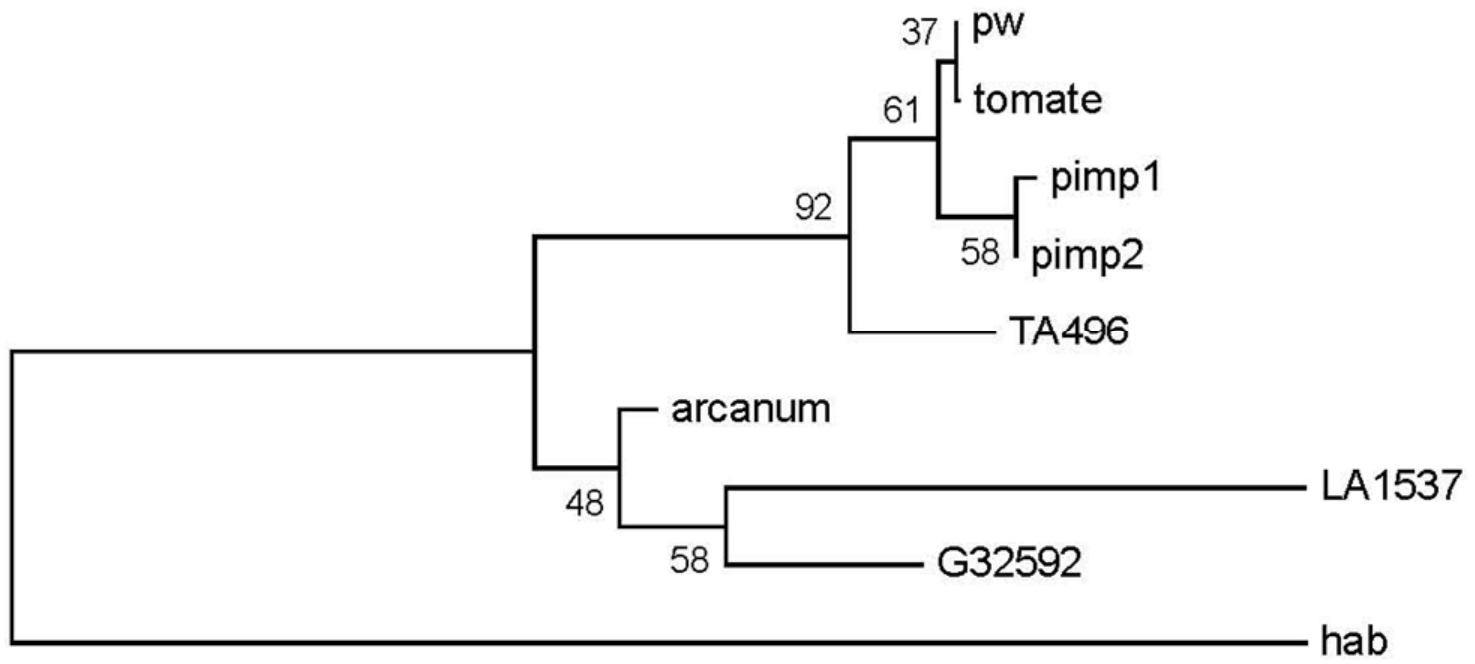 37
pw
tomate
61
pimp1
92
58
pimp2
TA496
arcanum
LA1537
48
58
G32592
hab